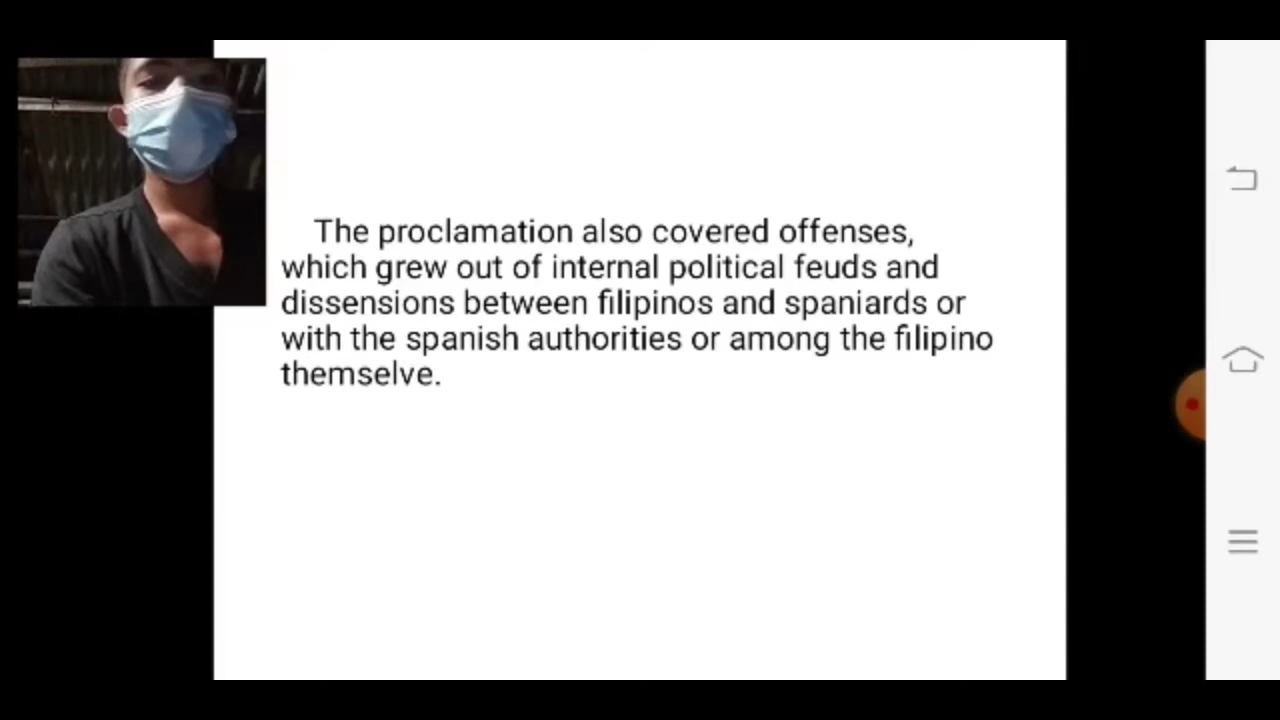 The proclamation also covered offenses,
which grew out of internal political feuds and
dissensions between filipinos and spaniards or
with the spanish authorities or among the filipino
themselve.